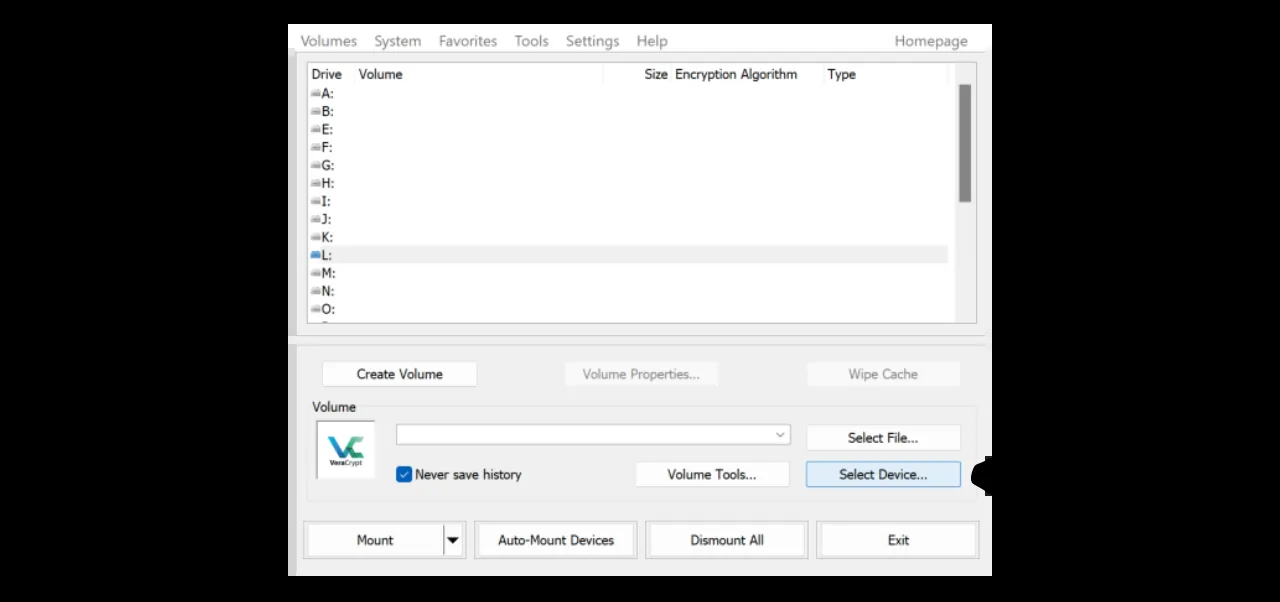 Volumes System Favorites Tools Settings Help Homepage
Drive Volume Size Encryption Algorithm Type
A:
B:
E:
F:
G:
H:
I:
J:
K:
L:
M:
N:
O:
Create Volume Volume Properties... Wipe Cache
Volume
VeraCrypt
Select File...
Never save history Volume Tools... Select Device...
Mount Auto-Mount Devices Dismount All Exit